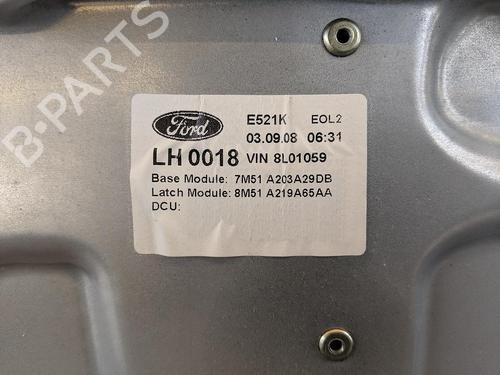 B-PARTS
Ford
E521K EOL2
03.09.08 06:31
LH 0018 VIN 8L01059
Base Module: 7M51 A203A29DB
Latch Module: 8M51 A219A65AA
DCU: